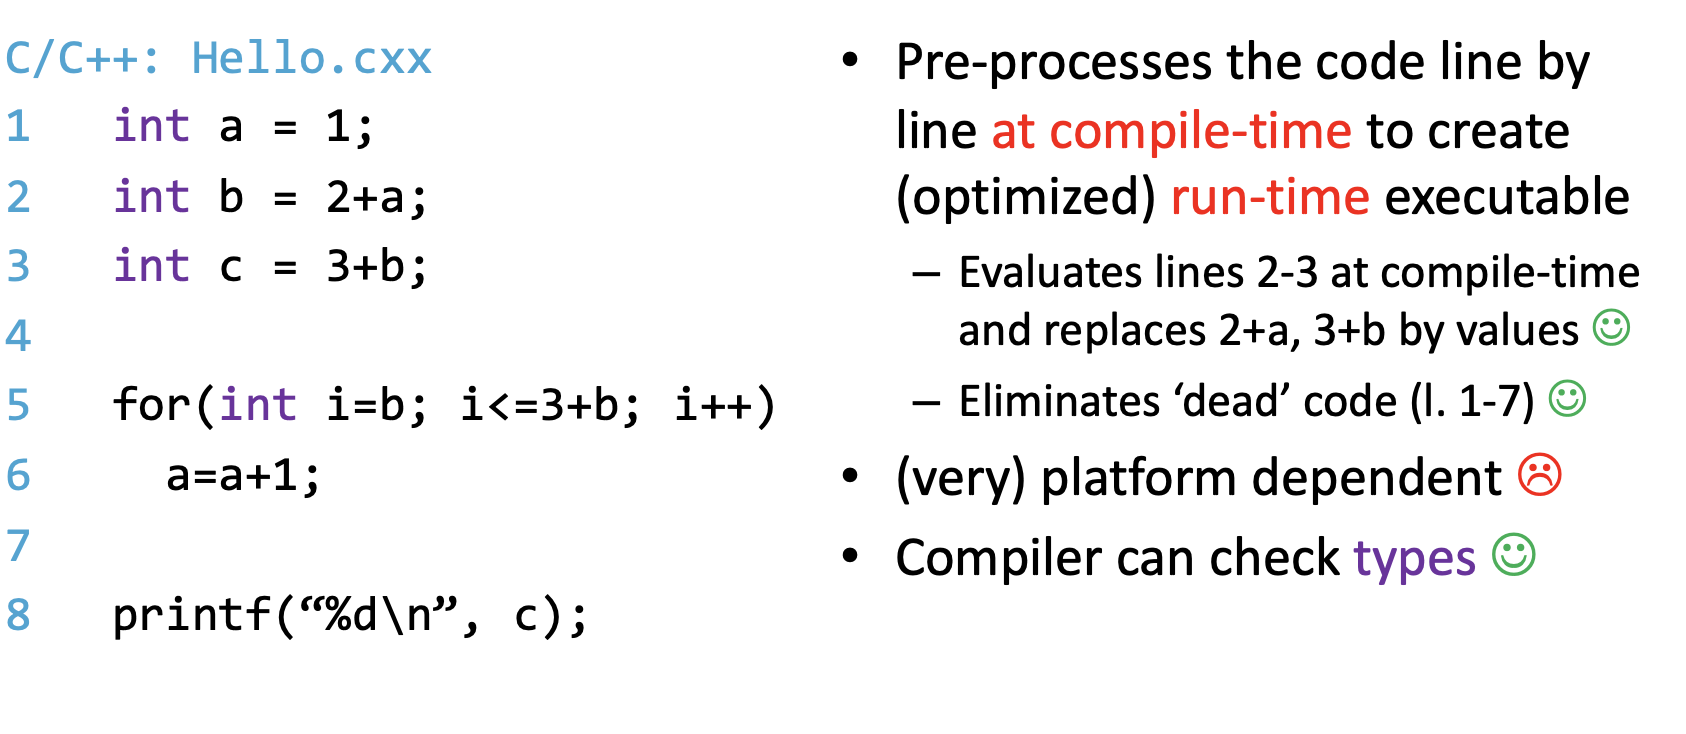 C/C++: Hello.cxx
1 int a = 1;
2 int b = 2+a;
3 int c = 3+b;
4
5 for(int i=b; i<=3+b; i++)
6 a=a+1;
7
8 printf(“%d\n”, c);
• Pre-processes the code line by
line at compile-time to create
(optimized) run-time executable
– Evaluates lines 2-3 at compile-time
and replaces 2+a, 3+b by values ☺
– Eliminates ‘dead’ code (l. 1-7) ☺
• (very) platform dependent ☹
• Compiler can check types ☺